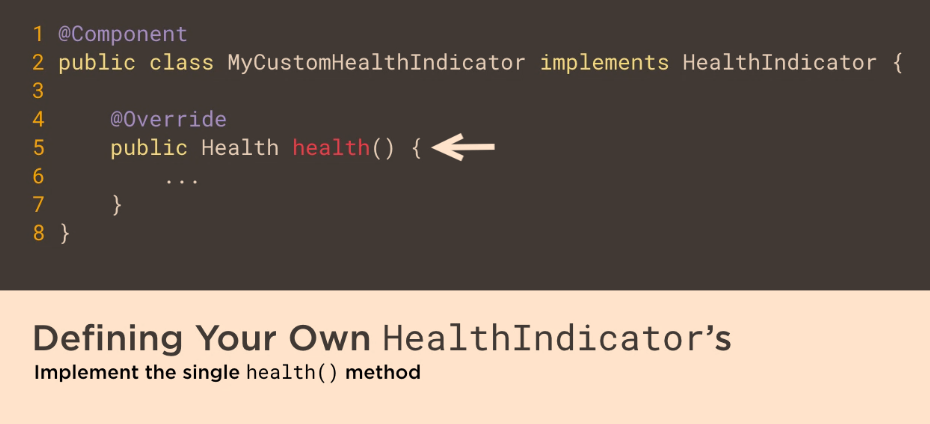 1 @Component
2 public class MyCustomHealthIndicator implements HealthIndicator {
3
4     @Override
5     public Health health() {
6         ...
7     }
8 }
Defining Your Own HealthIndicator’s
Implement the single health() method